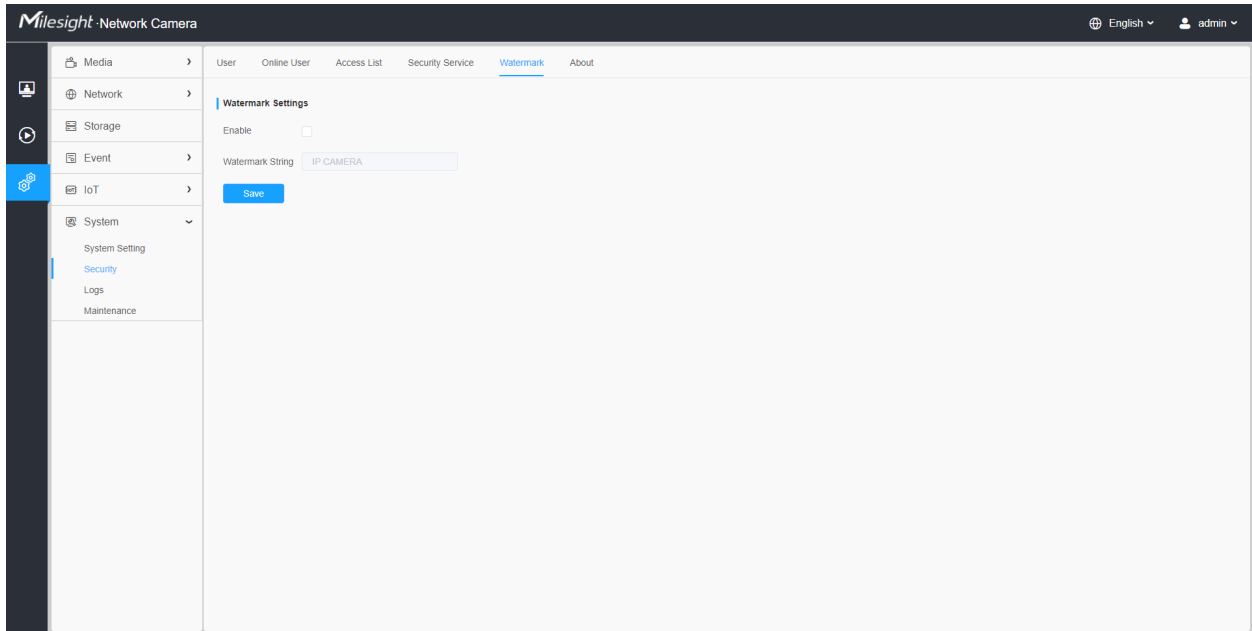 Milesight·Network Camera
English
admin
Media
Network
Storage
Event
IoT
System
System Setting
Security
Logs
Maintenance
User Online User Access List Security Service Watermark About
Watermark Settings
Enable
Watermark String IP CAMERA
Save